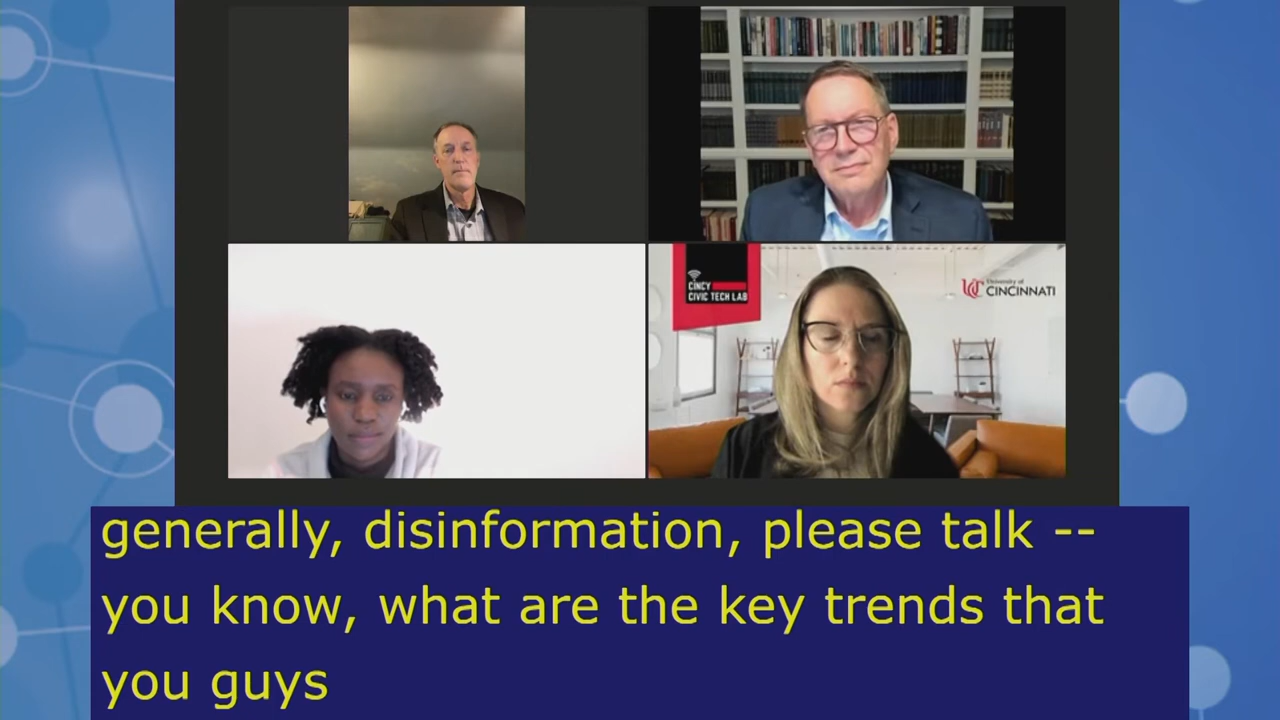 CINCY
CIVIC TECH LAB
UC University of
CINCINNATI
generally, disinformation, please talk --
you know, what are the key trends that
you guys